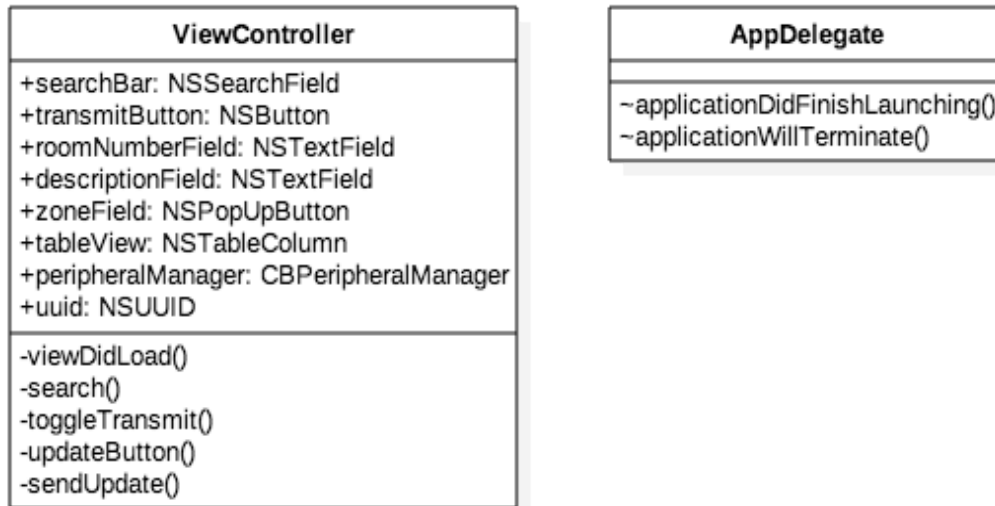 ViewController
+searchBar: NSSearchField
+transmitButton: NSButton
+roomNumberField: NSTextField
+descriptionField: NSTextField
+zoneField: NSPopUpButton
+tableView: NSTableColumn
+peripheralManager: CBPeripheralManager
+uuid: NSUUID
-viewDidLoad()
-search()
-toggleTransmit()
-updateButton()
-sendUpdate()
AppDelegate
~applicationDidFinishLaunching()
~applicationWillTerminate()